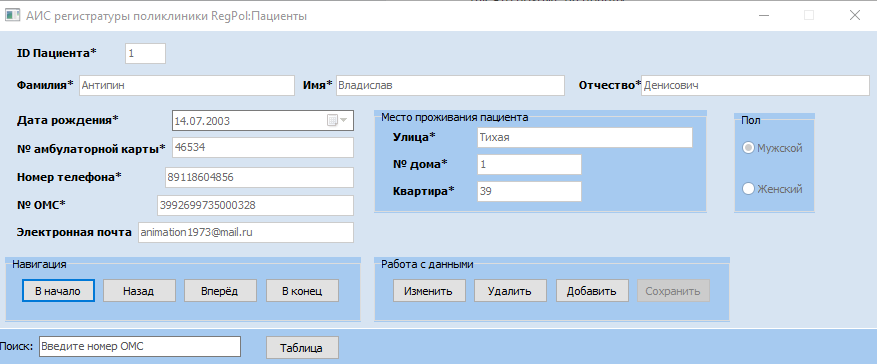 АИС регистратуры поликлиники RegPol:Пациенты
ID Пациента* 1
Фамилия* Антипин Имя* Владислав Отчество* Денисович
Дата рождения* 14.07.2003
№ амбулаторной карты* 46534
Номер телефона* 89118604856
№ ОМС* 3992699735000328
Электронная почта animation1973@mail.ru
Место проживания пациента
Улица* Тихая
№ дома* 1
Квартира* 39
Пол
Мужской
Женский
Навигация
В начало Назад Вперёд В конец
Работа с данными
Изменить Удалить Добавить Сохранить
Поиск: Введите номер ОМС Таблица